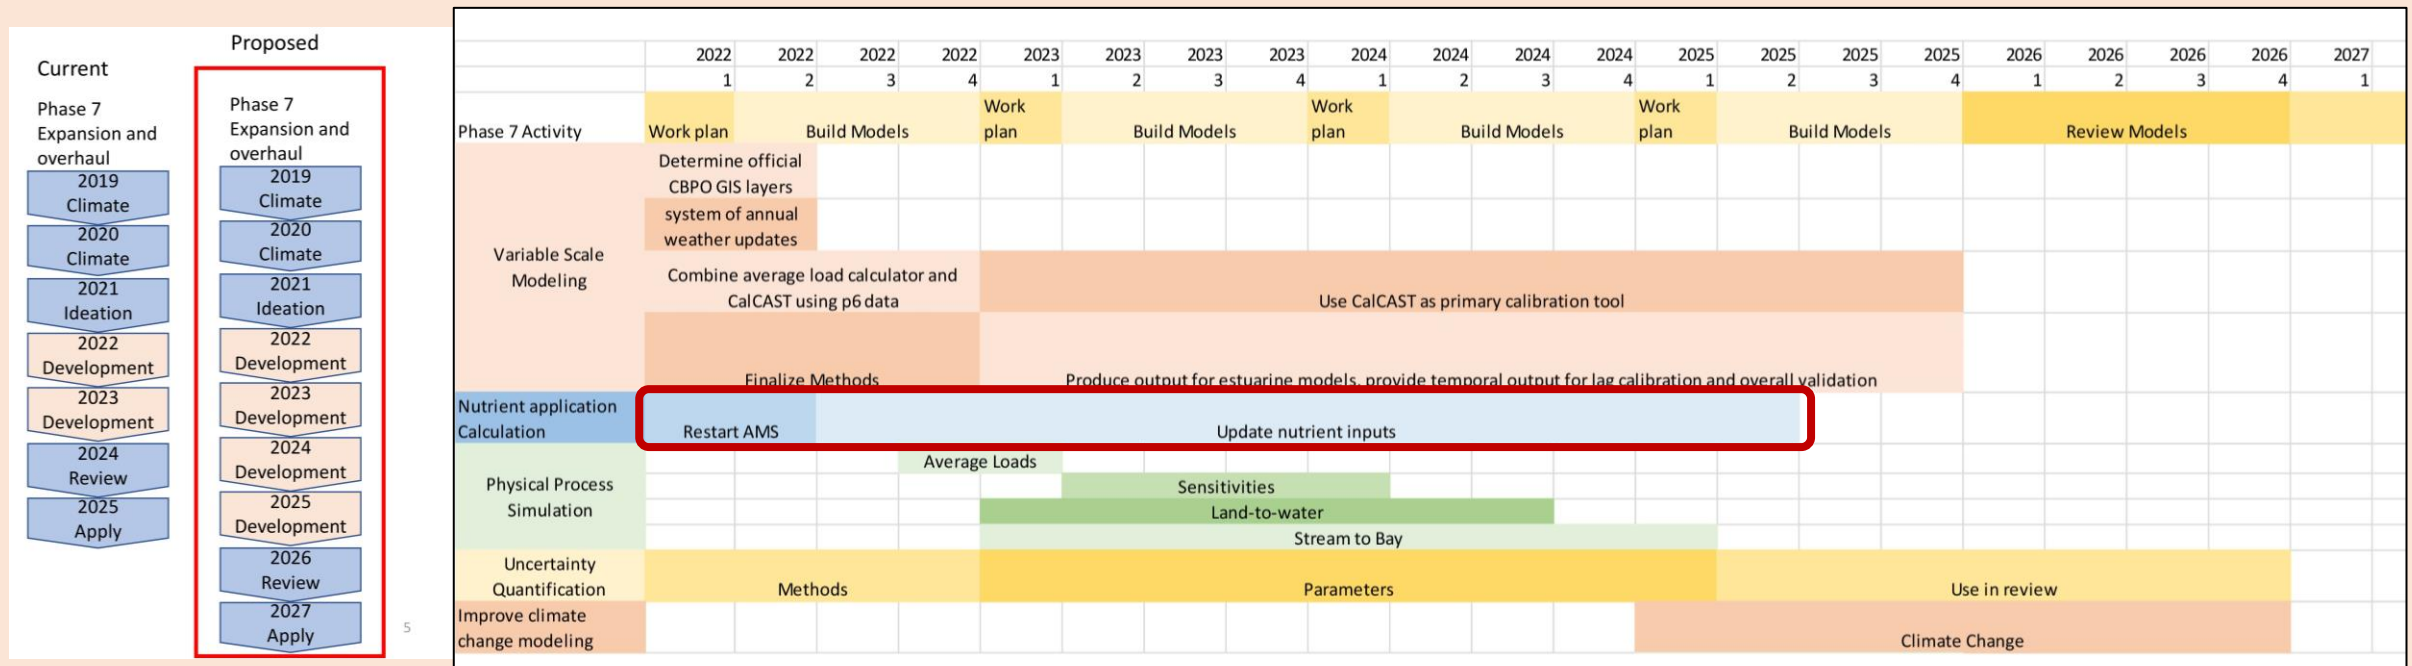 Current
Phase 7
Expansion and
overhaul
2019
Climate
2020
Climate
2021
Ideation
2022
Development
2023
Development
2024
Review
2025
Apply
Proposed
Phase 7
Expansion and
overhaul
2019
Climate
2020
Climate
2021
Ideation
2022
Development
2023
Development
2024
Development
2025
Development
2026
Review
2027
Apply
5
2022 2022 2022 2022 2023 2023 2023 2023 2024 2024 2024 2024 2025 2025 2025 2025 2026 2026 2026 2026 2027
1 2 3 4 1 2 3 4 1 2 3 4 1 2 3 4 1 2 3 4 1
Phase 7 Activity
Work plan
Build Models
Work
plan
Build Models
Work
plan
Build Models
Work
plan
Build Models
Review Models
Variable Scale
Modeling
Determine official
CBPO GIS layers
system of annual
weather updates
Combine average load calculator and
CalCAST using p6 data
Use CalCAST as primary calibration tool
Finalize Methods
Produce output for estuarine models, provide temporal output for lag calibration and overall validation
Nutrient application
Calculation
Restart AMS
Update nutrient inputs
Physical Process
Simulation
Average Loads
Sensitivities
Land-to-water
Stream to Bay
Uncertainty
Quantification
Methods
Parameters
Use in review
Improve climate
change modeling
Climate Change